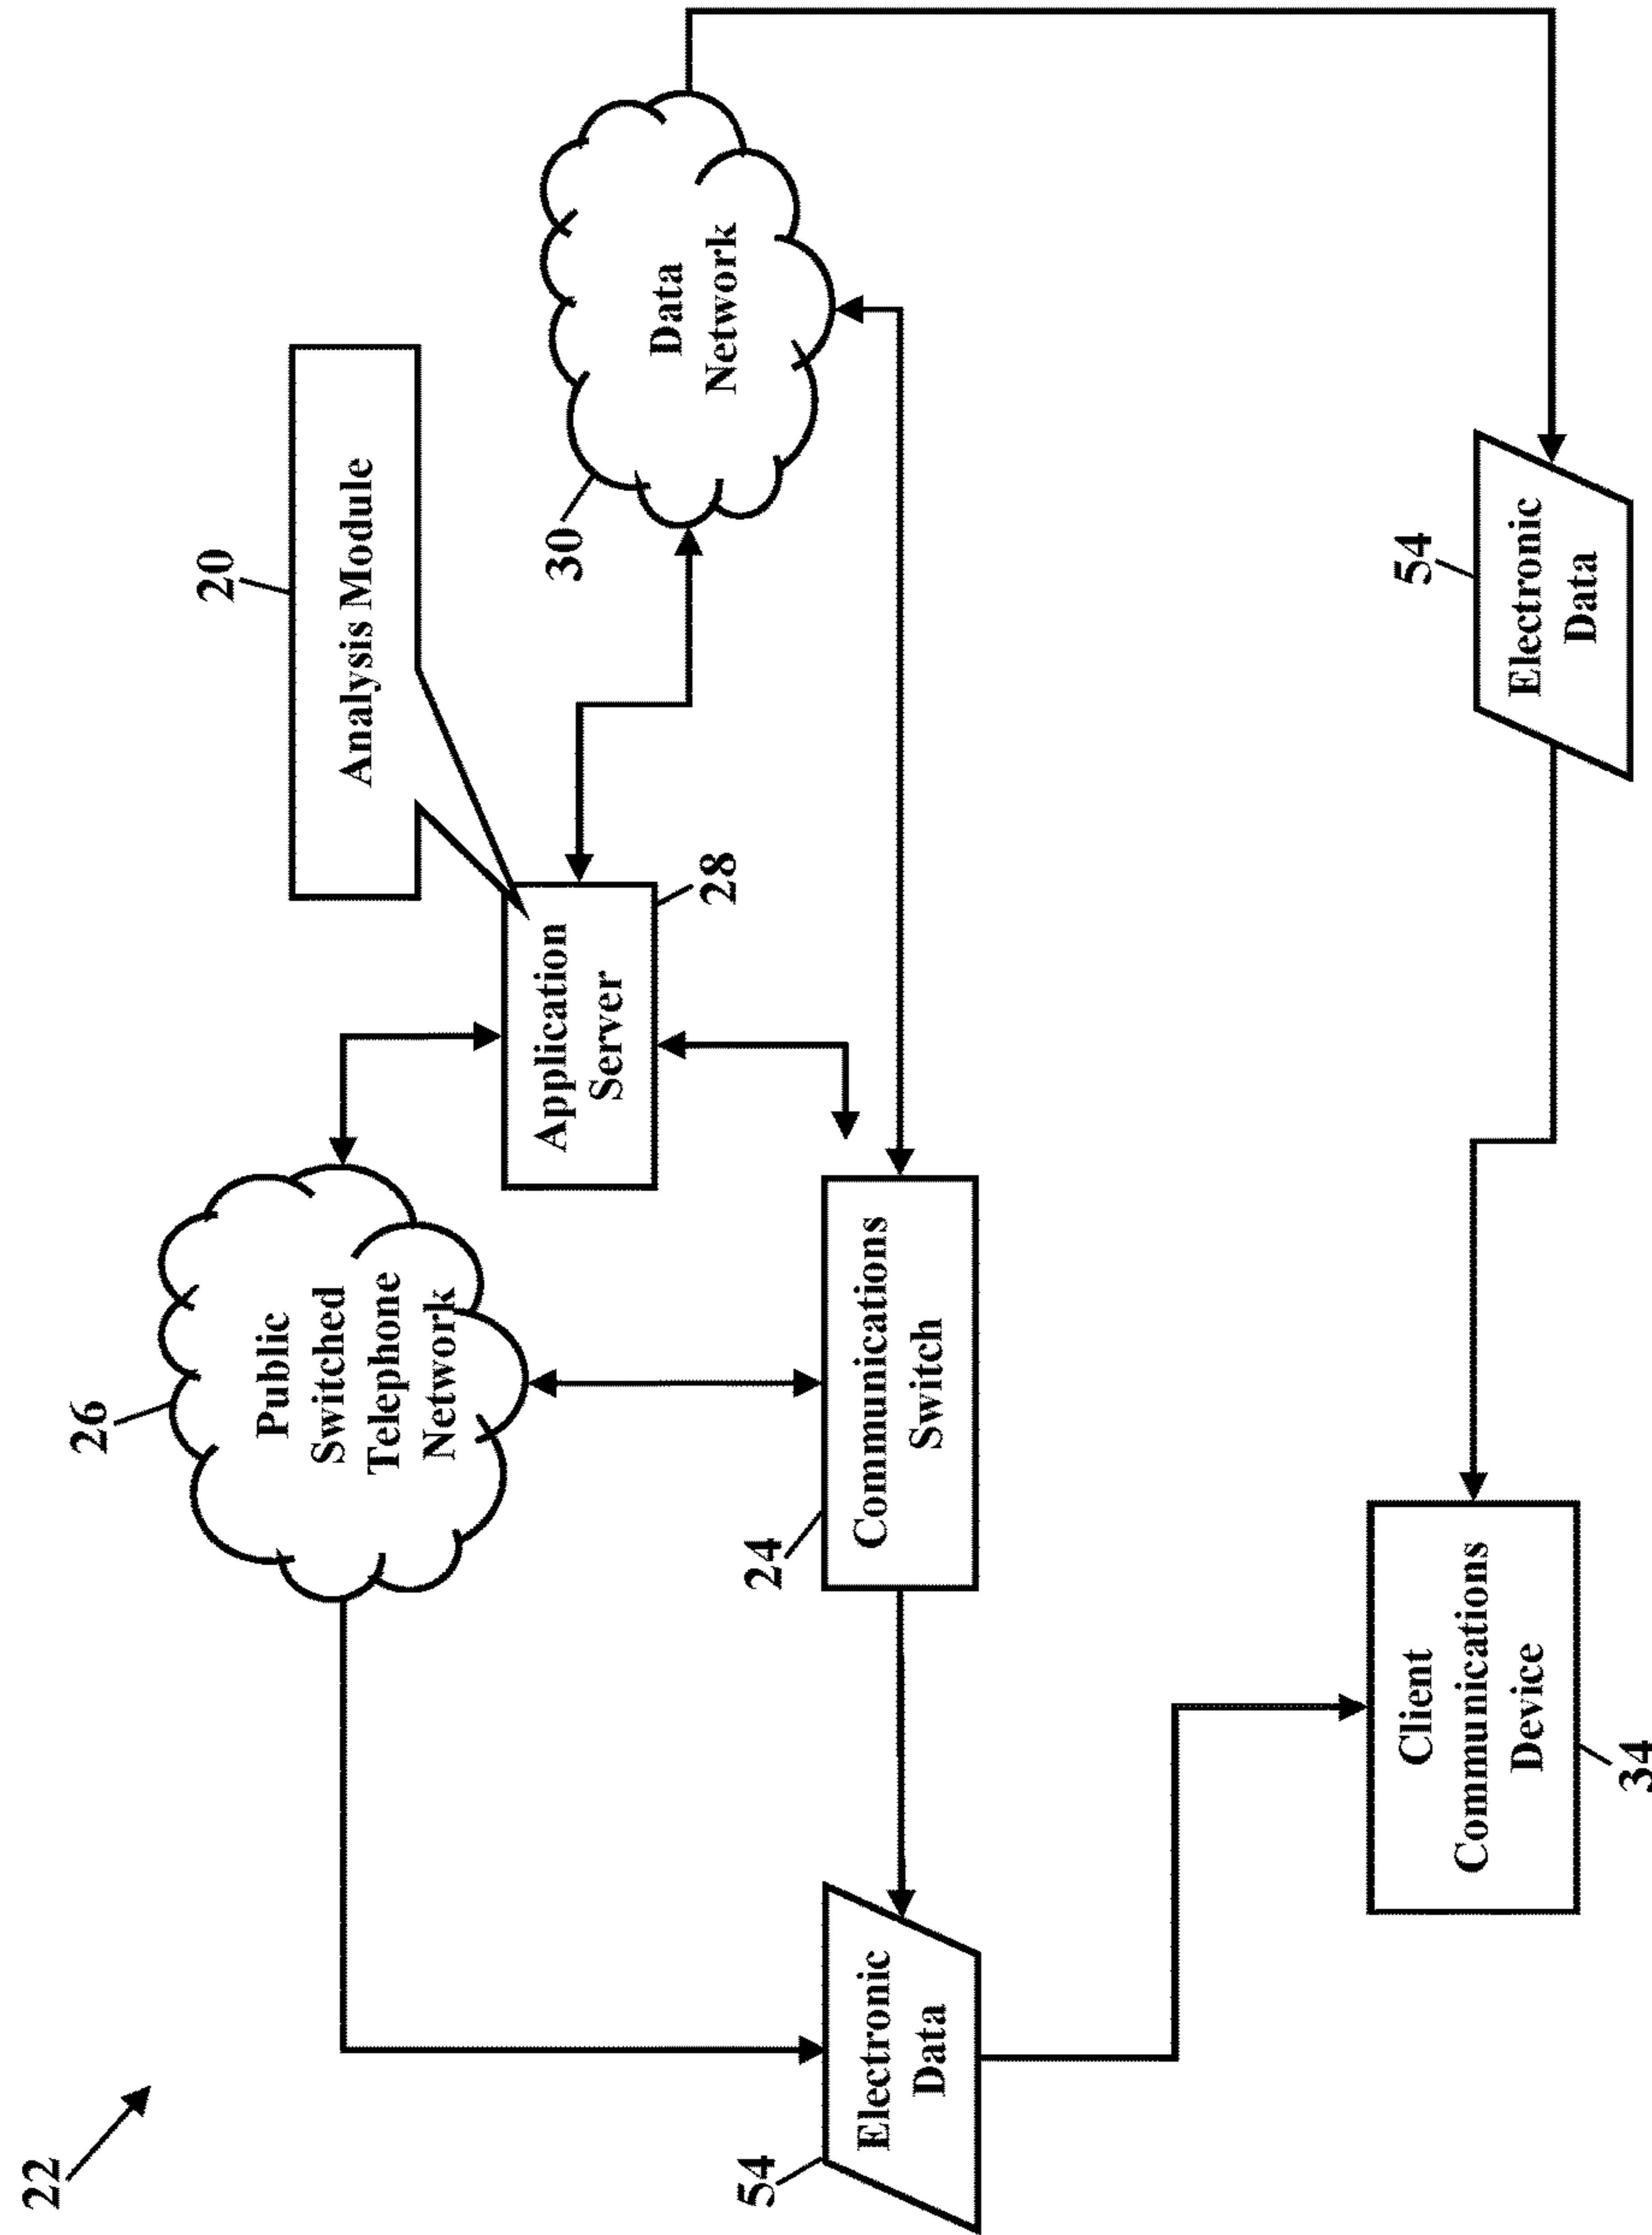 22
26
Public
Switched
Telephone
Network
20
Analysis Module
Application
Server
28
30
Data
Network
24
Communications
Switch
54
Electronic
Data
Client
Communications
Device
34
54
Electronic
Data